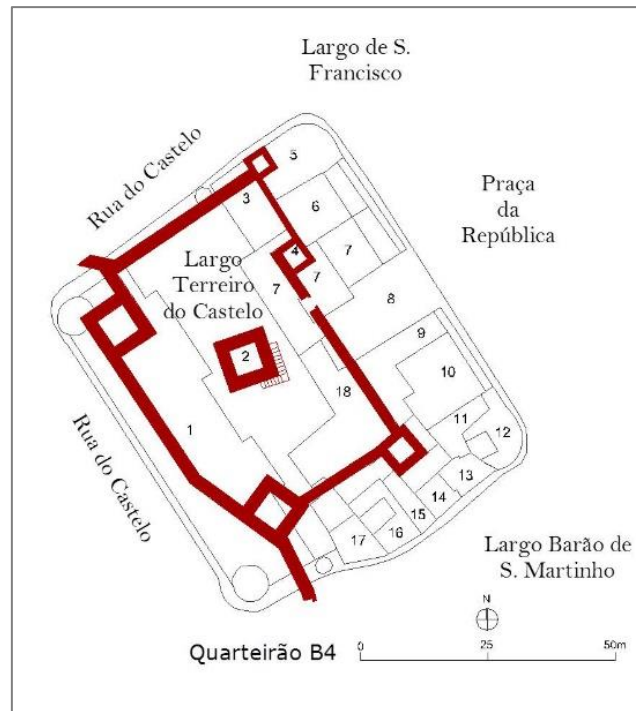 Largo de S.
Francisco
Rua do Castelo
Praça
da
República
5
3
6
4
7
7
7
Largo
Terreiro
do Castelo
8
2
9
10
18
1
11
12
13
14
15
16
17
Rua do Castelo
Largo Barão de
S. Martinho
N
Quarteirão B4
0
25
50m